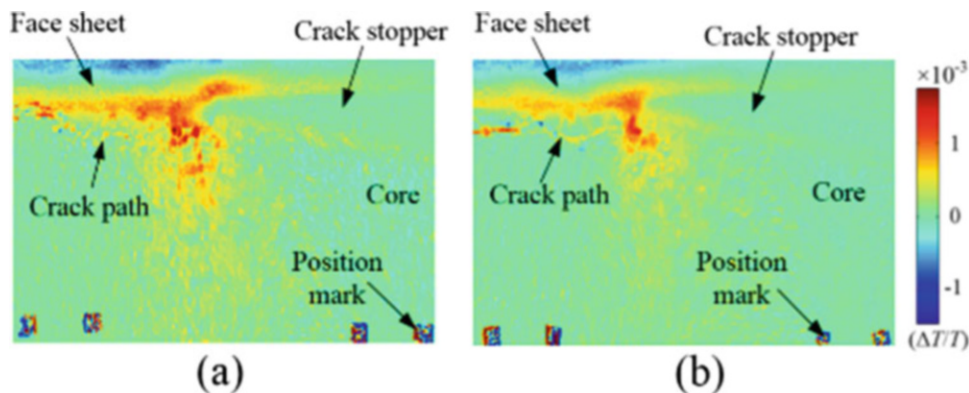 Face sheet
Crack stopper
Crack path
Core
Position
mark
(a)
Face sheet
Crack stopper
Crack path
Core
Position
mark
(b)
×10⁻³
1
0
-1
(ΔT/T)